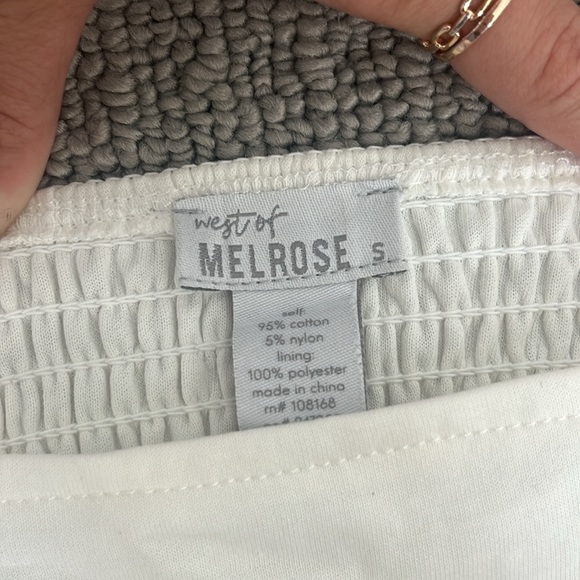 west of
MELROSE S
self:
95% cotton
5% nylon
lining:
100% polyester
made in china
rn# 108168